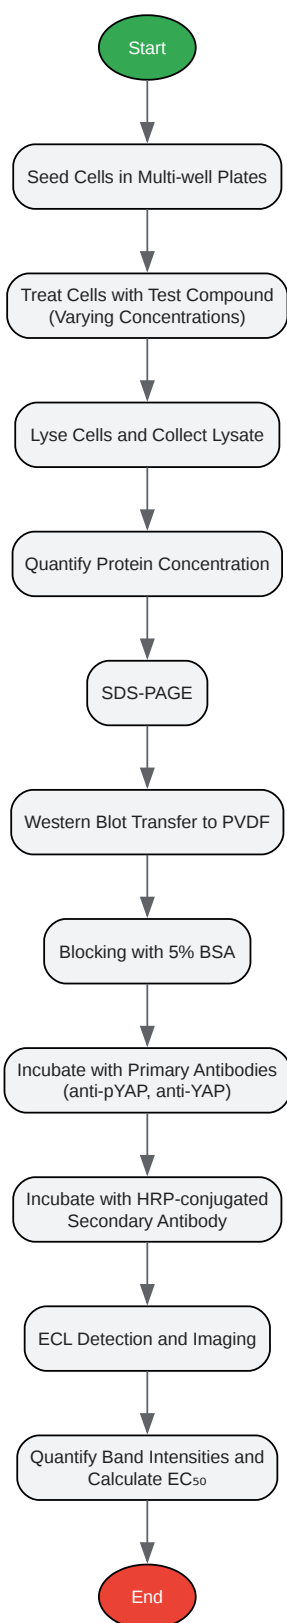 Start
Seed Cells in Multi-well Plates
Treat Cells with Test Compound
(Varying Concentrations)
Lyse Cells and Collect Lysate
Quantify Protein Concentration
SDS-PAGE
Western Blot Transfer to PVDF
Blocking with 5% BSA
Incubate with Primary Antibodies
(anti-pYAP, anti-YAP)
Incubate with HRP-conjugated
Secondary Antibody
ECL Detection and Imaging
Quantify Band Intensities and
Calculate EC₅₀
End